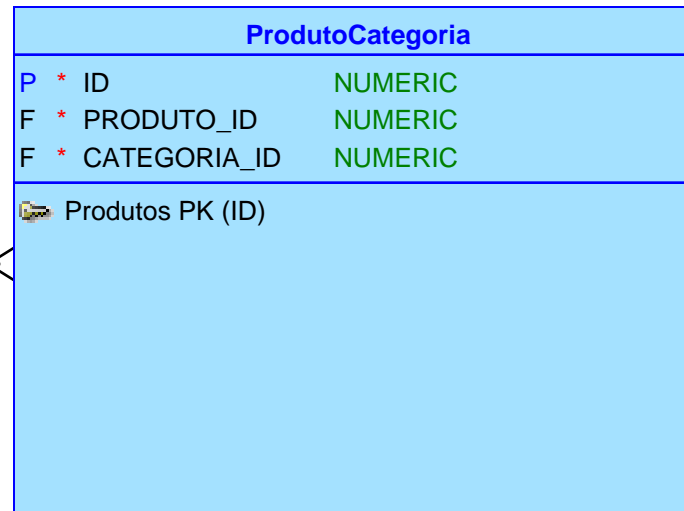 ProdutoCategoria
P * ID NUMERIC
F * PRODUTO_ID NUMERIC
F * CATEGORIA_ID NUMERIC
Produtos PK (ID)